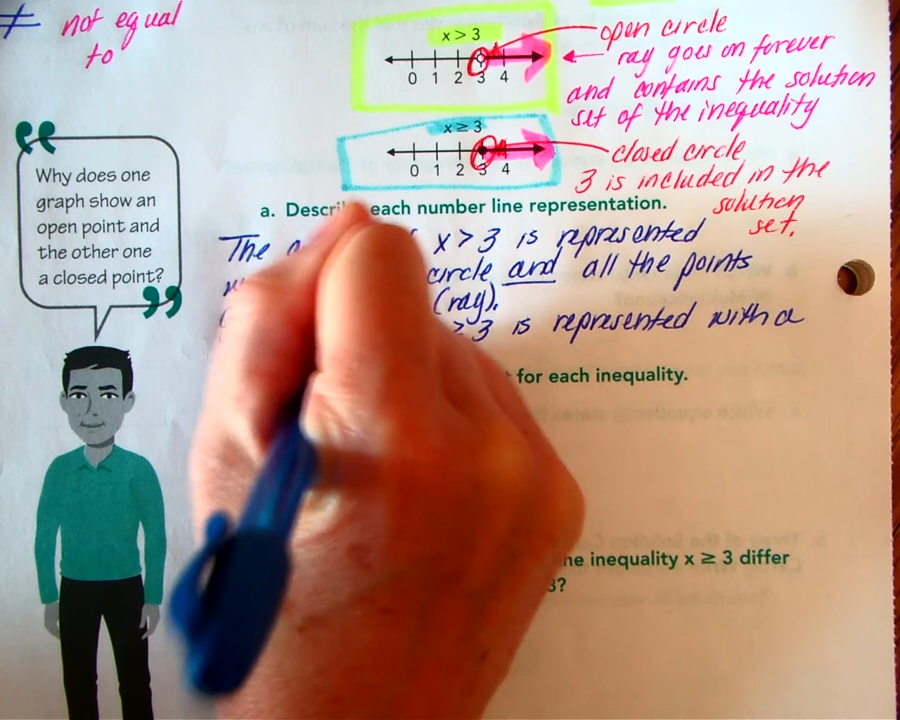 ≠ not equal
to
x > 3
0 1 2 3 4
open circle
ray goes on forever
and contains the solution
set of the inequality
x ≥ 3
0 1 2 3 4
closed circle
3 is included in the
solution
set.
Why does one
graph show an
open point and
the other one
a closed point?
a. Describe each number line representation.
The x > 3 is represented
circle and all the points
(ray).
≥ 3 is represented with a
for each inequality.
inequality x ≥ 3 differ
3?